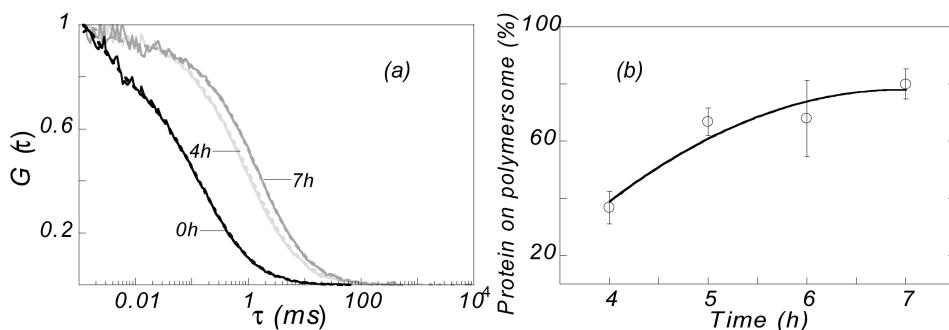 1
0.6
0.2
G (τ)
(a)
4h
7h
0h
0.01
1
100
10^4
τ (ms)
100
60
20
Protein on polymersome (%)
(b)
4
5
6
7
Time (h)